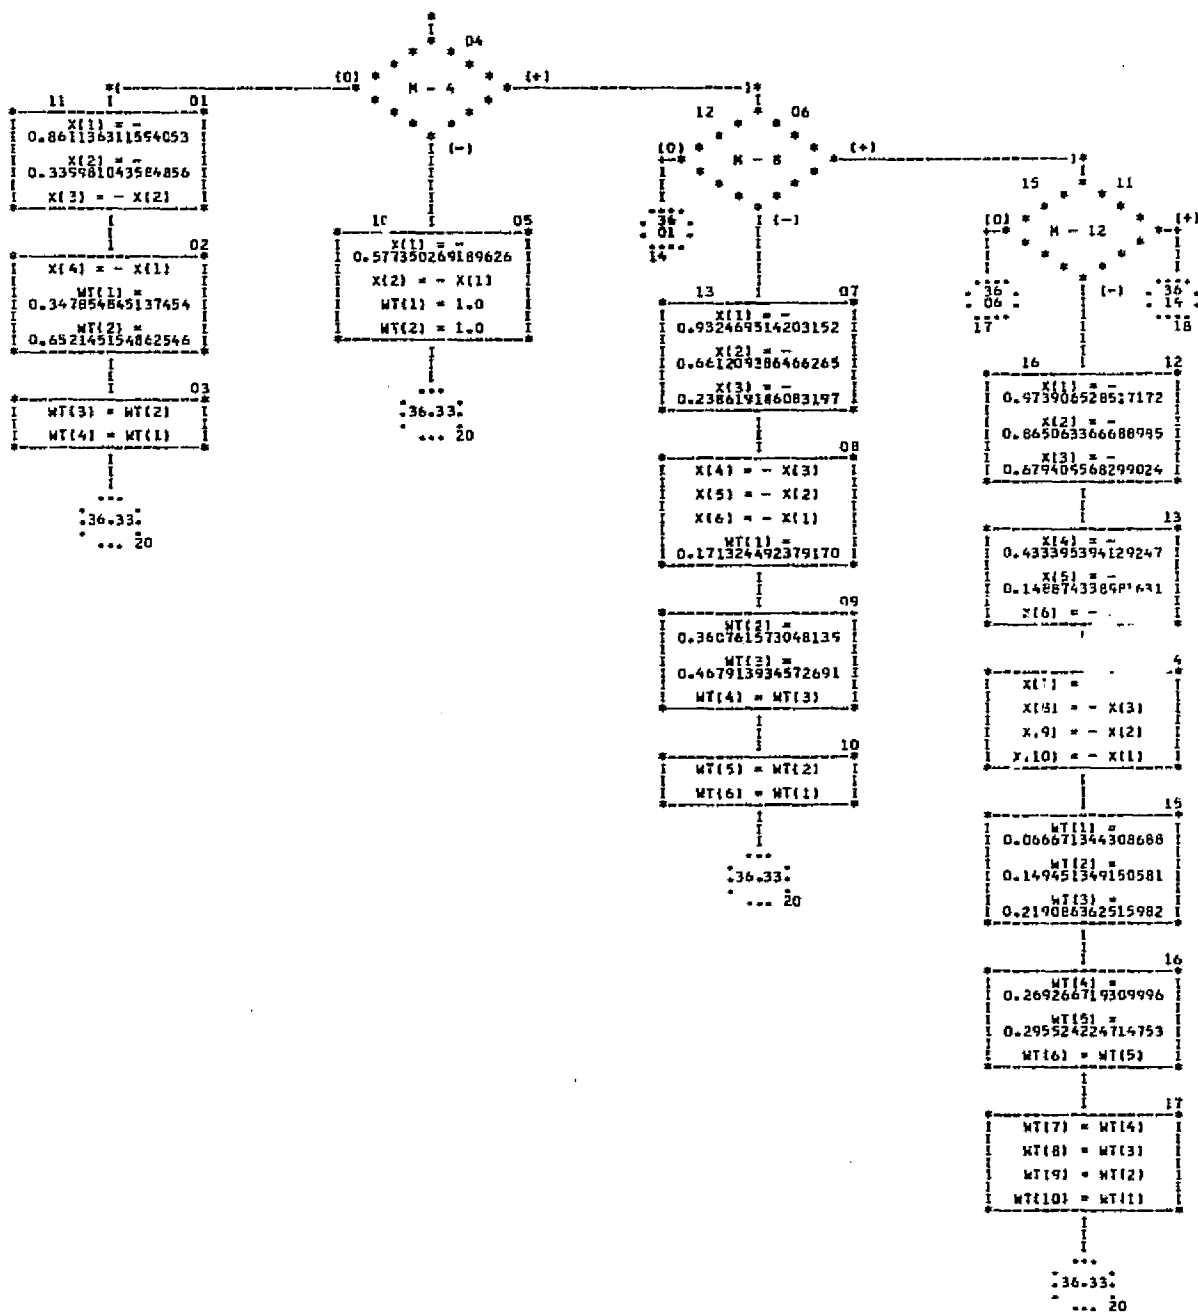 04
(0) M - 4 (+)
(-)
11 01
X(1) = -
0.861136311594053
X(2) = -
0.339981043584856
X(3) = - X(2)
02
X(4) = - X(1)
WT(1) =
0.347854845137454
WT(2) =
0.652145154862546
03
WT(3) = WT(2)
WT(4) = WT(1)
36.33
20
10 05
X(1) = -
0.577350269189626
X(2) = - X(1)
WT(1) = 1.0
WT(2) = 1.0
36.33
20
12 06
(0) M - 8 (+)
(-)
36
01
14
13 07
X(1) = -
0.932469514203152
X(2) = -
0.661209386466265
X(3) = -
0.238619186083197
08
X(4) = - X(3)
X(5) = - X(2)
X(6) = - X(1)
WT(1) =
0.171324492379170
09
WT(2) =
0.360761573048135
WT(3) =
0.467913934572691
WT(4) = WT(3)
10
WT(5) = WT(2)
WT(6) = WT(1)
36.33
20
15 11
(0) M - 12 (+)
(-)
36
06
17
36
14
18
16 12
X(1) = -
0.973906528517172
X(2) = -
0.865063366688985
X(3) = -
0.679405568299024
13
X(4) = -
0.433395394129247
X(5) = -
X(6) = -
4
X(8) = - X(3)
X(9) = - X(2)
X(10) = - X(1)
15
WT(1) =
0.066671344308688
WT(2) =
0.149451349150581
WT(3) =
0.219086362515982
16
WT(4) =
0.269266719309996
WT(5) =
0.295524224714753
WT(6) = WT(5)
17
WT(7) = WT(4)
WT(8) = WT(3)
WT(9) = WT(2)
WT(10) = WT(1)
36.33
20